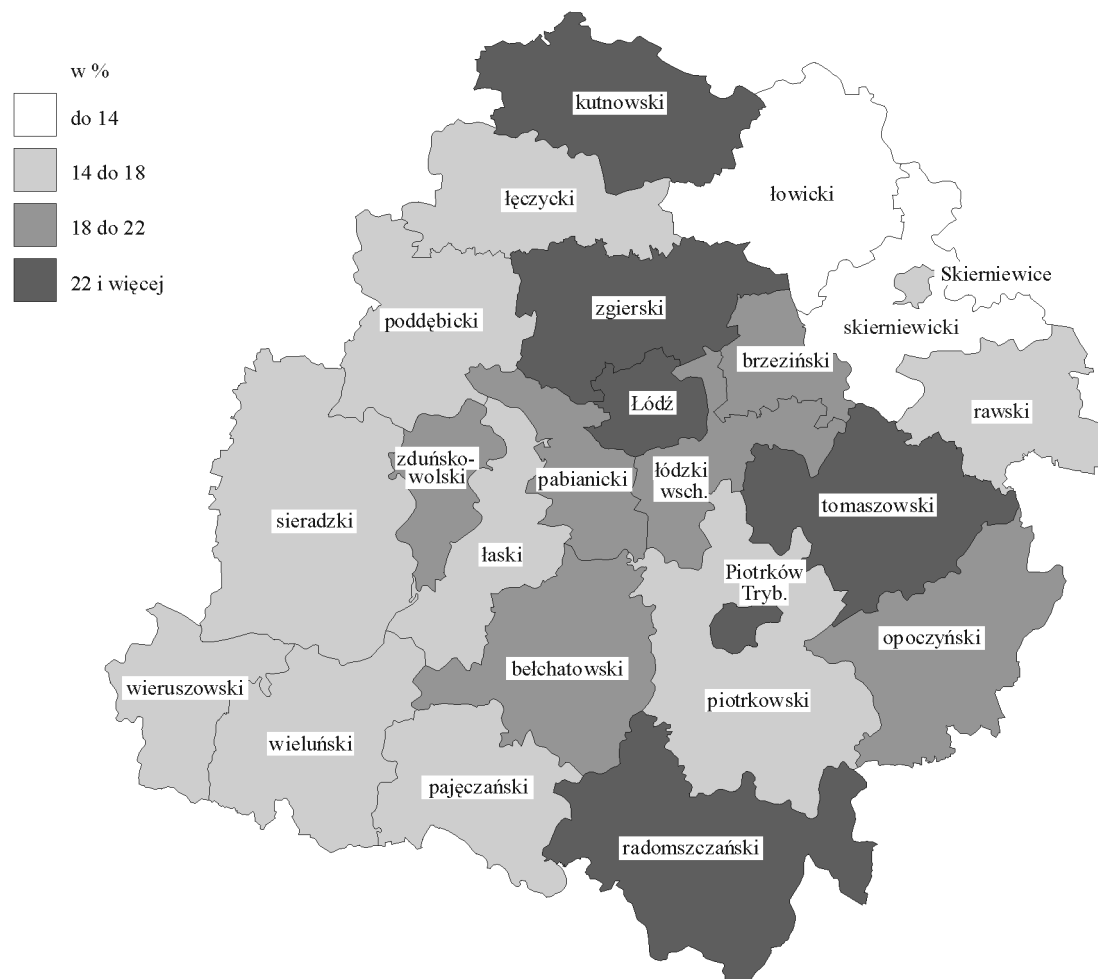 w %
do 14
14 do 18
18 do 22
22 i więcej
kutnowski
łęczycki
łowicki
Skierniewice
skierniewicki
zgierski
poddębicki
brzeziński
Łódź
rawski
zduńsko-
wolski
pabianicki
łódzki
wsch.
tomaszowski
sieradzki
łaski
Piotrków
Tryb.
opoczyński
wieruszowski
bełchatowski
piotrkowski
wieluński
pajęczański
radomszczański